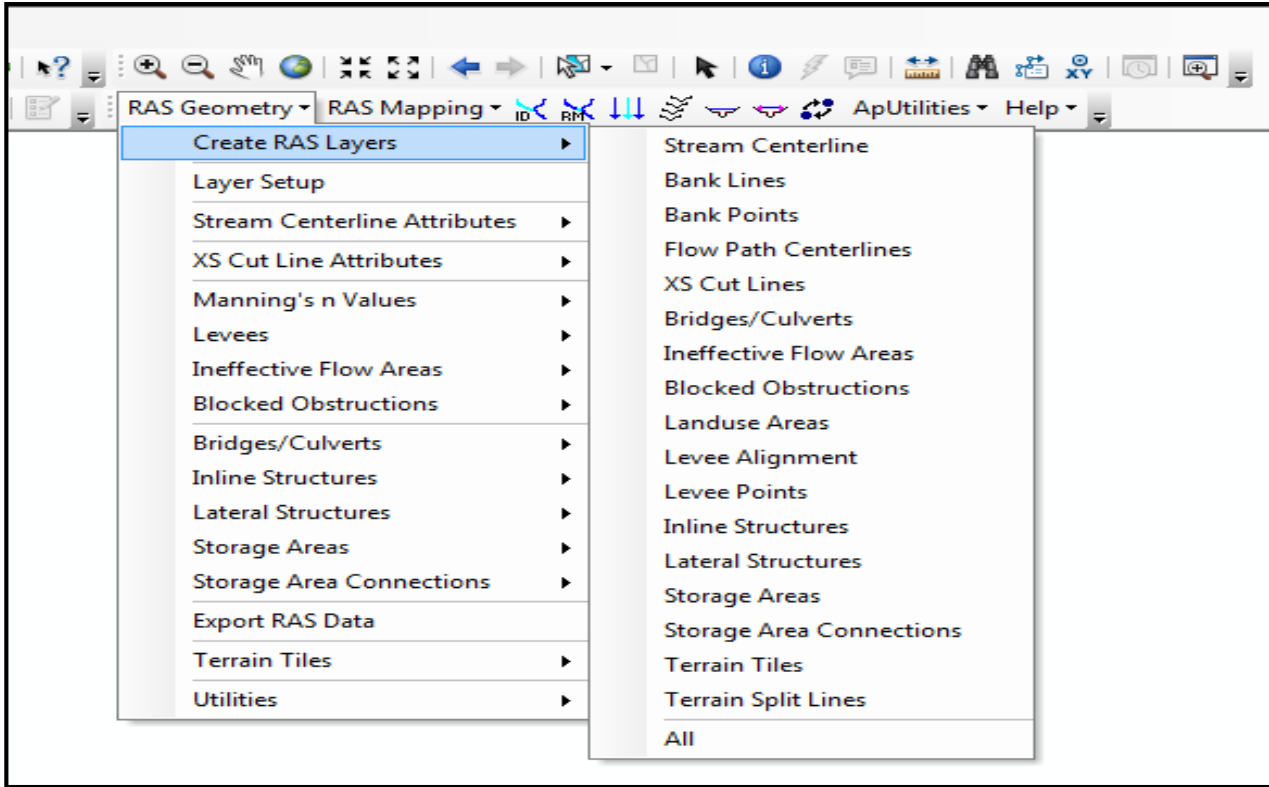 RAS Geometry RAS Mapping ID RM ApUtilities Help
Create RAS Layers
Layer Setup
Stream Centerline Attributes
XS Cut Line Attributes
Manning's n Values
Levees
Ineffective Flow Areas
Blocked Obstructions
Bridges/Culverts
Inline Structures
Lateral Structures
Storage Areas
Storage Area Connections
Export RAS Data
Terrain Tiles
Utilities
Stream Centerline
Bank Lines
Bank Points
Flow Path Centerlines
XS Cut Lines
Bridges/Culverts
Ineffective Flow Areas
Blocked Obstructions
Landuse Areas
Levee Alignment
Levee Points
Inline Structures
Lateral Structures
Storage Areas
Storage Area Connections
Terrain Tiles
Terrain Split Lines
All